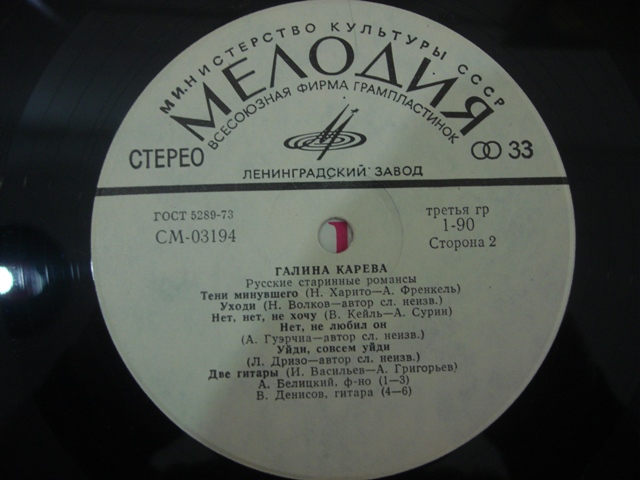 МИНИСТЕРСТВО КУЛЬТУРЫ СССР
МЕЛОДИЯ
ВСЕСОЮЗНАЯ ФИРМА ГРАМПЛАСТИНОК
СТЕРЕО
33
ЛЕНИНГРАДСКИЙ ЗАВОД
ГОСТ 5289-73
третья гр
СМ-03194
1-90
Сторона 2
ГАЛИНА КАРЕВА
Русские старинные романсы
Тени минувшего (Н. Харито—А. Френкель)
Уходи (Н. Волков—автор сл. неизв.)
Нет, нет, не хочу (В. Кейль—А. Сурин)
Нет, не любил он
(А. Гуэрчиа—автор сл. неизв.)
Уйди, совсем уйди
(Л. Дризо—автор сл. неизв.)
Две гитары (И. Васильев—А. Григорьев)
А. Белицкий, ф-но (1—3)
В. Денисов, гитара (4—6)